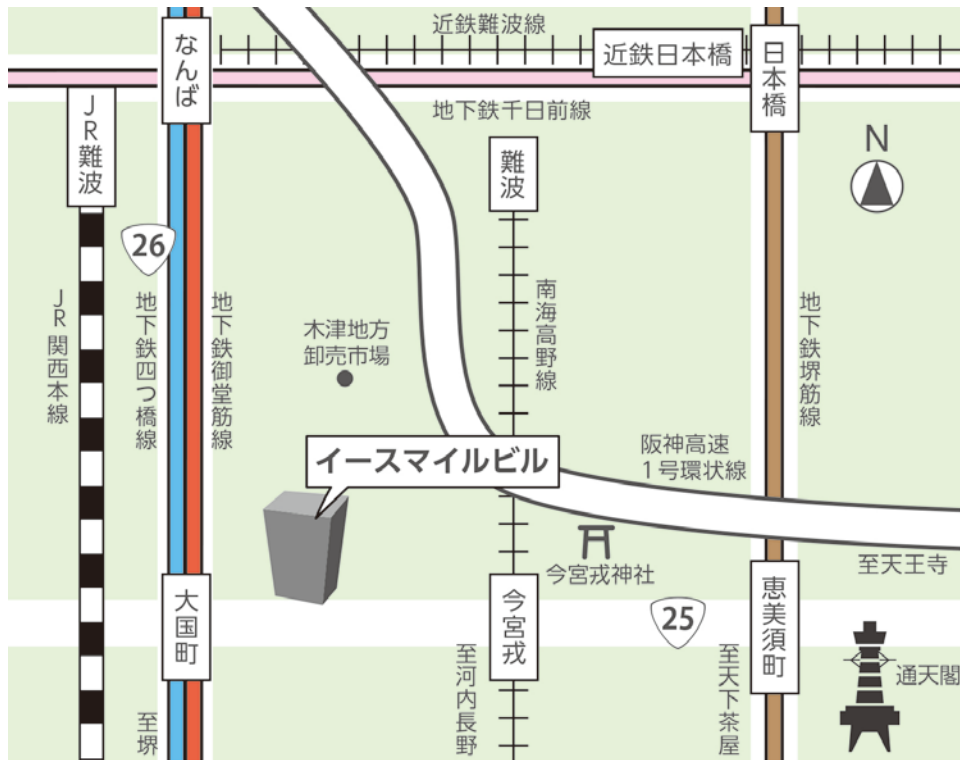 近鉄難波線
なんば
近鉄日本橋
日本橋
JR難波
地下鉄千日前線
難波
N
26
JR関西本線
地下鉄四つ橋線
地下鉄御堂筋線
木津地方
卸売市場
南海高野線
地下鉄堺筋線
イースマイルビル
阪神高速
1号環状線
今宮戎神社
至天王寺
大国町
今宮戎
25
恵美須町
至堺
至河内長野
至天下茶屋
通天閣